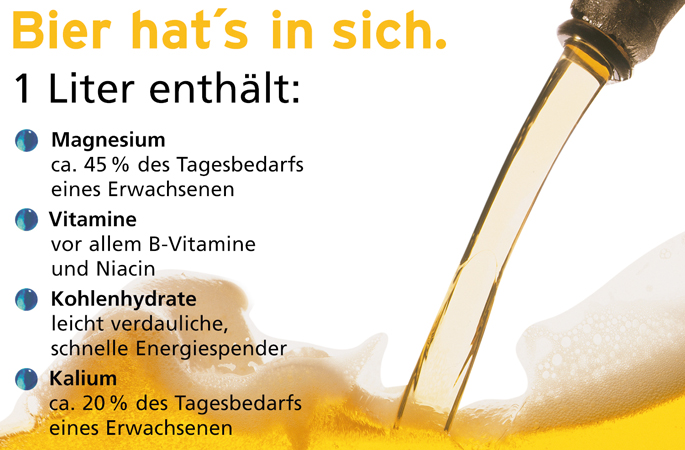 Bier hat´s in sich.
1 Liter enthält:
Magnesium
ca. 45 % des Tagesbedarfs
eines Erwachsenen
Vitamine
vor allem B-Vitamine
und Niacin
Kohlenhydrate
leicht verdauliche,
schnelle Energiespender
Kalium
ca. 20 % des Tagesbedarfs
eines Erwachsenen